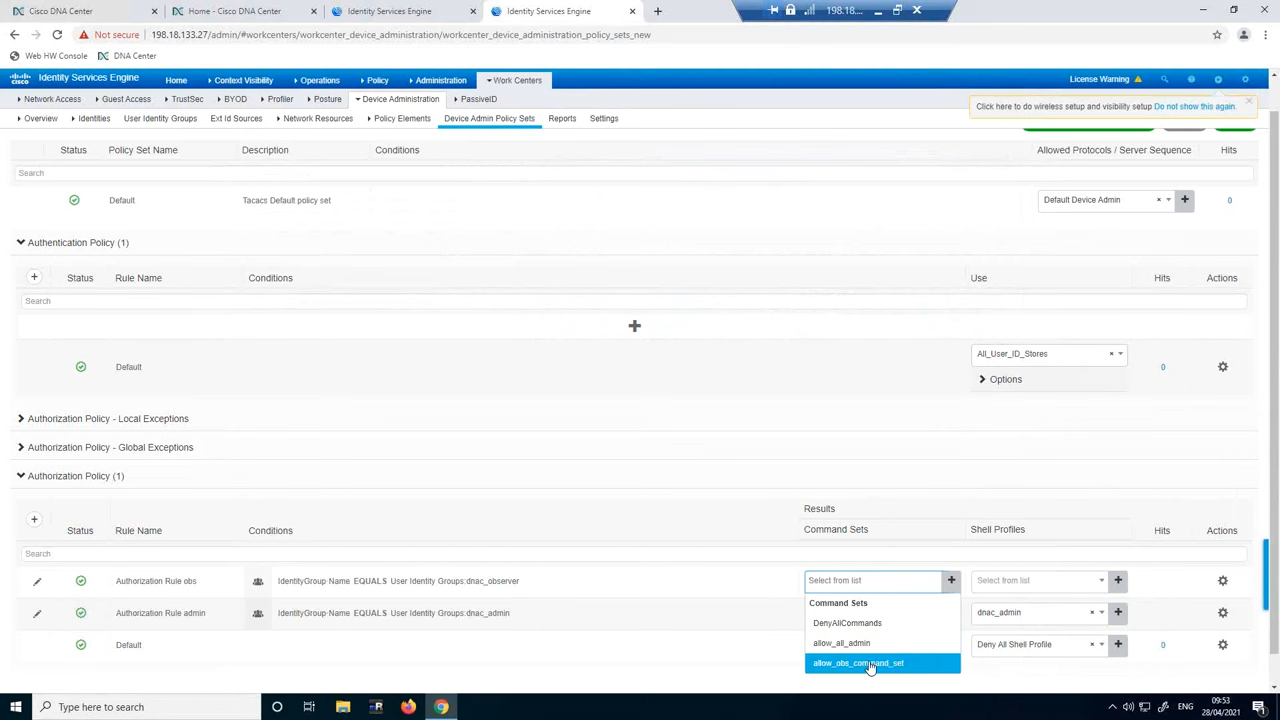 Cisco DNA Center
Home - Cisco DNA Center
Identity Services Engine
Identity Services Engine
198.18....
Not secure 198.18.133.27/admin/#workcenters/workcenter_device_administration/workcenter_device_administration_policy_sets_new
Web HW Console DNA Center
CISCO Identity Services Engine Home Context Visibility Operations Policy Administration Work Centers License Warning
Network Access Guest Access TrustSec BYOD Profiler Posture Device Administration PassiveID
Click here to do wireless setup and visibility setup Do not show this again.
Overview Identities User Identity Groups Ext Id Sources Network Resources Policy Elements Device Admin Policy Sets Reports Settings
Status Policy Set Name Description Conditions Allowed Protocols / Server Sequence Hits
Search
Default Tacacs Default policy set Default Device Admin 0
Authentication Policy (1)
Status Rule Name Conditions Use Hits Actions
Search
All_User_ID_Stores
Default 0
Options
Authorization Policy - Local Exceptions
Authorization Policy - Global Exceptions
Authorization Policy (1)
Results
Status Rule Name Conditions Command Sets Shell Profiles Hits Actions
Search
Authorization Rule obs IdentityGroup·Name EQUALS User Identity Groups:dnac_observer Select from list Select from list
Command Sets
Authorization Rule admin IdentityGroup·Name EQUALS User Identity Groups:dnac_admin dnac_admin
DenyAllCommands
allow_all_admin
Default Deny All Shell Profile 0
allow_obs_command_set
Type here to search
ENG
09:53
28/04/2021
1